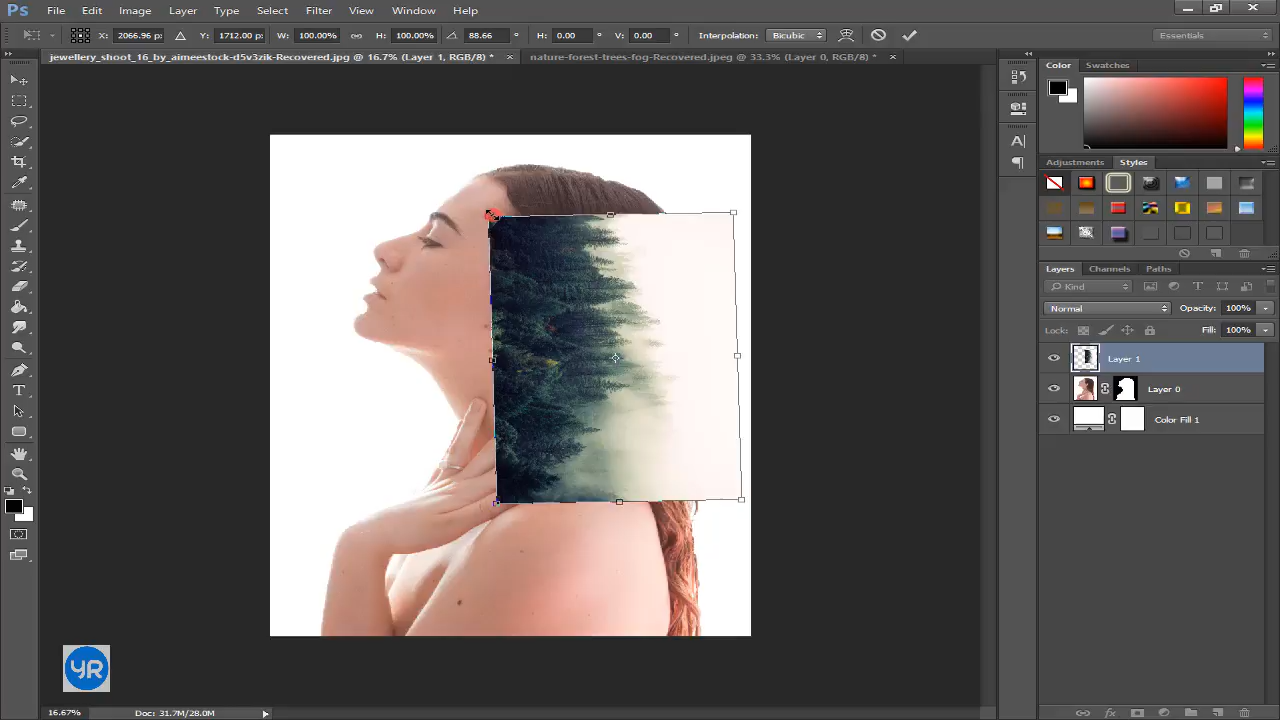 Ps File Edit Image Layer Type Select Filter View Window Help
X: 2066.96 p: Y: 1712.00 p: W: 100.00% H: 100.00% 88.66 ° H: 0.00 ° V: 0.00 ° Interpolation: Bicubic Essentials
jewellery_shoot_16_by_aimeestock-d5v3zik-Recovered.jpg @ 16.7% (Layer 1, RGB/8) * × nature-forest-trees-fog-Recovered.jpeg @ 33.3% (Layer 0, RGB/8) * ×
Color Swatches
Adjustments Styles
Layers Channels Paths
Kind
Normal Opacity: 100%
Lock: Fill: 100%
Layer 1
Layer 0
Color Fill 1
YR
16.67% Doc: 31.7M/28.0M